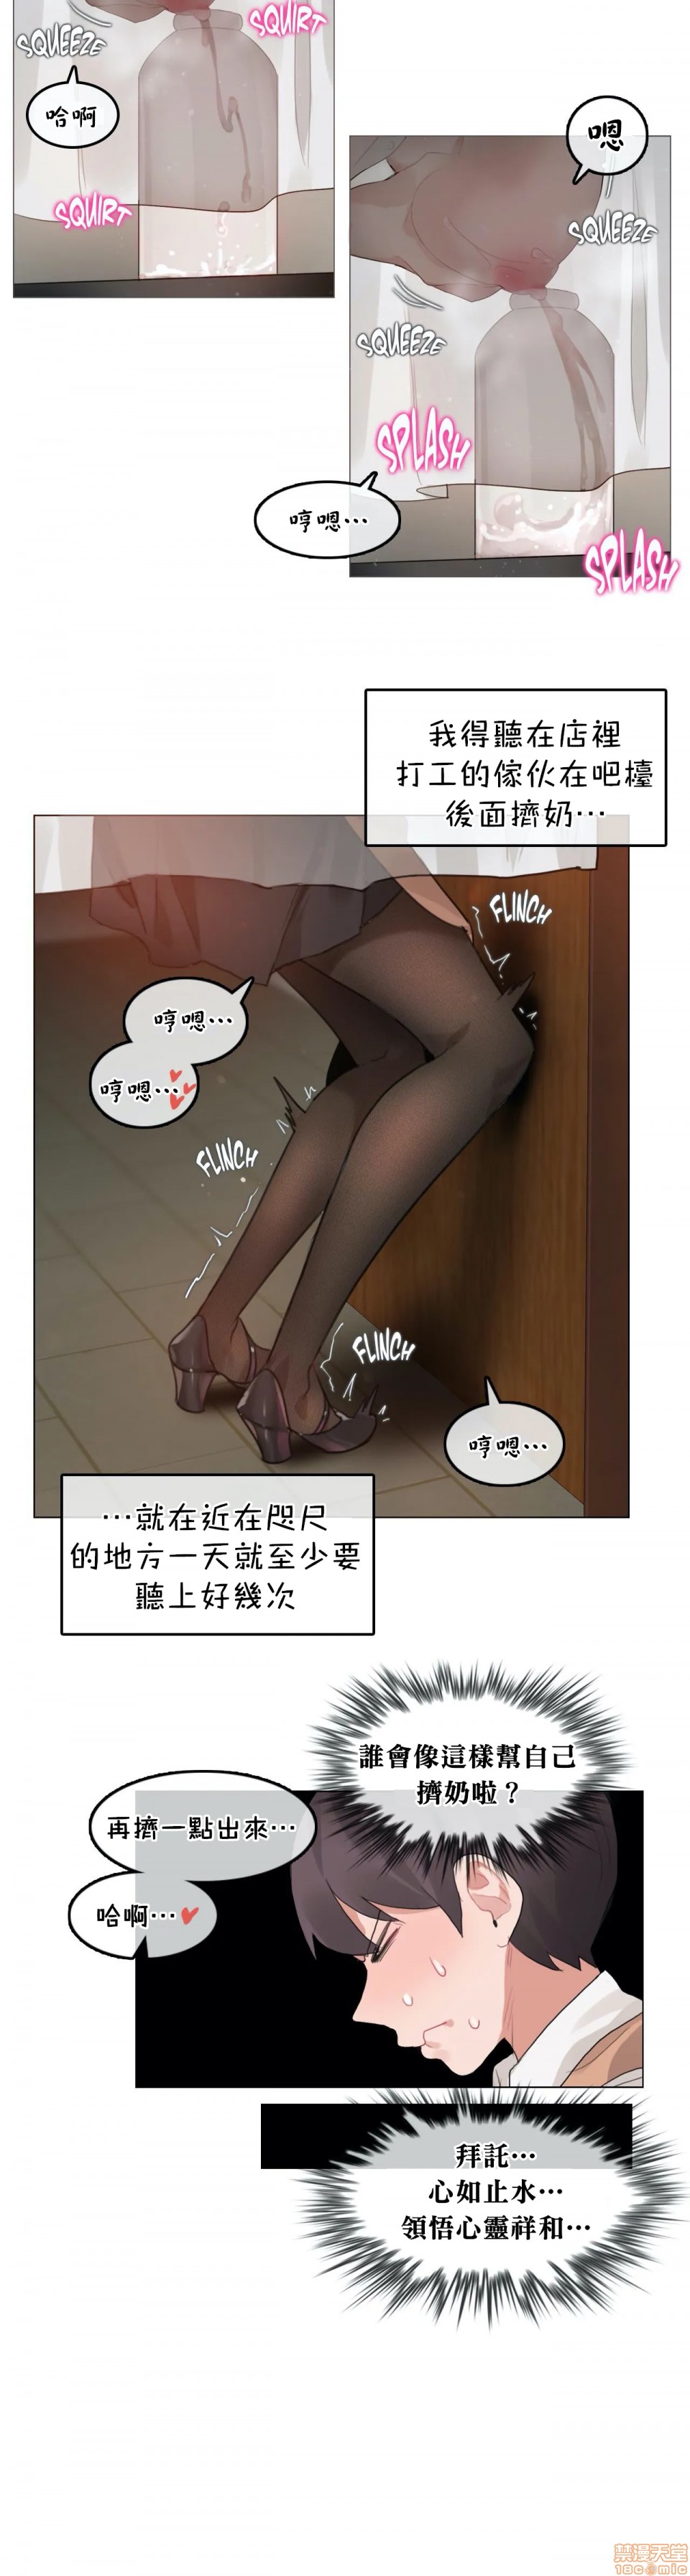 SQUIRT
SQUEEZE
哈啊
SQUIRT
嗯
SQUEEZE
SQUEEZE
SPLASH
哼嗯…
SPLASH
我得聽在店裡
打工的傢伙在吧檯
後面擠奶…
FLINCH
哼嗯…
哼嗯…
FLINCH
FLINCH
哼嗯…
…就在近在咫尺
的地方一天就至少要
聽上好幾次
誰會像這樣幫自己
擠奶啦？
再擠一點出來…
哈啊…
拜託…
心如止水…
領悟心靈祥和…
禁漫天堂
18COMIC